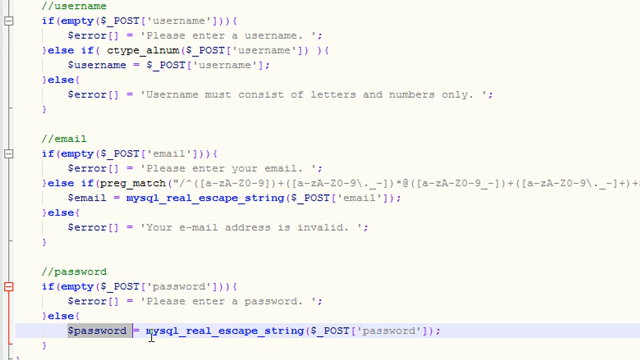 //username
if(empty($_POST['username'])){
$error[] = 'Please enter a username. ';
}else if( ctype_alnum($_POST['username']) ){
$username = $_POST['username'];
}else{
$error[] = 'Username must consist of letters and numbers only. ';
}
//email
if(empty($_POST['email'])){
$error[] = 'Please enter your email. ';
}else if(preg_match("/^([a-zA-Z0-9])+([a-zA-Z0-9\._-])*@([a-zA-Z0-9_-])+([a-zA-Z0-9\._-]+)+
$email = mysql_real_escape_string($_POST['email']);
}else{
$error[] = 'Your e-mail address is invalid. ';
}
//password
if(empty($_POST['password'])){
$error[] = 'Please enter a password. ';
}else{
$password = mysql_real_escape_string($_POST['password']);
}